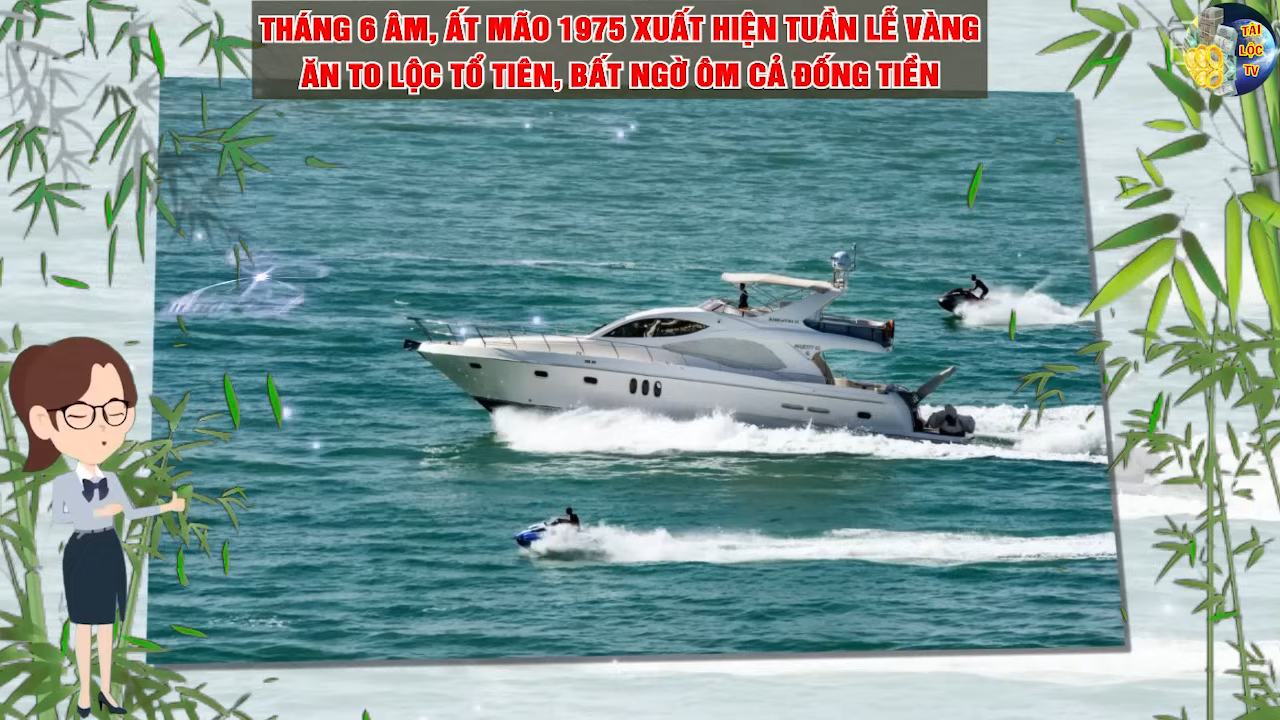 THÁNG 6 ÂM, ẤT MÃO 1975 XUẤT HIỆN TUẦN LỄ VÀNG
ĂN TO LỘC TỔ TIÊN, BẤT NGỜ ÔM CẢ ĐỐNG TIỀN
TÀI
LỘC
TV